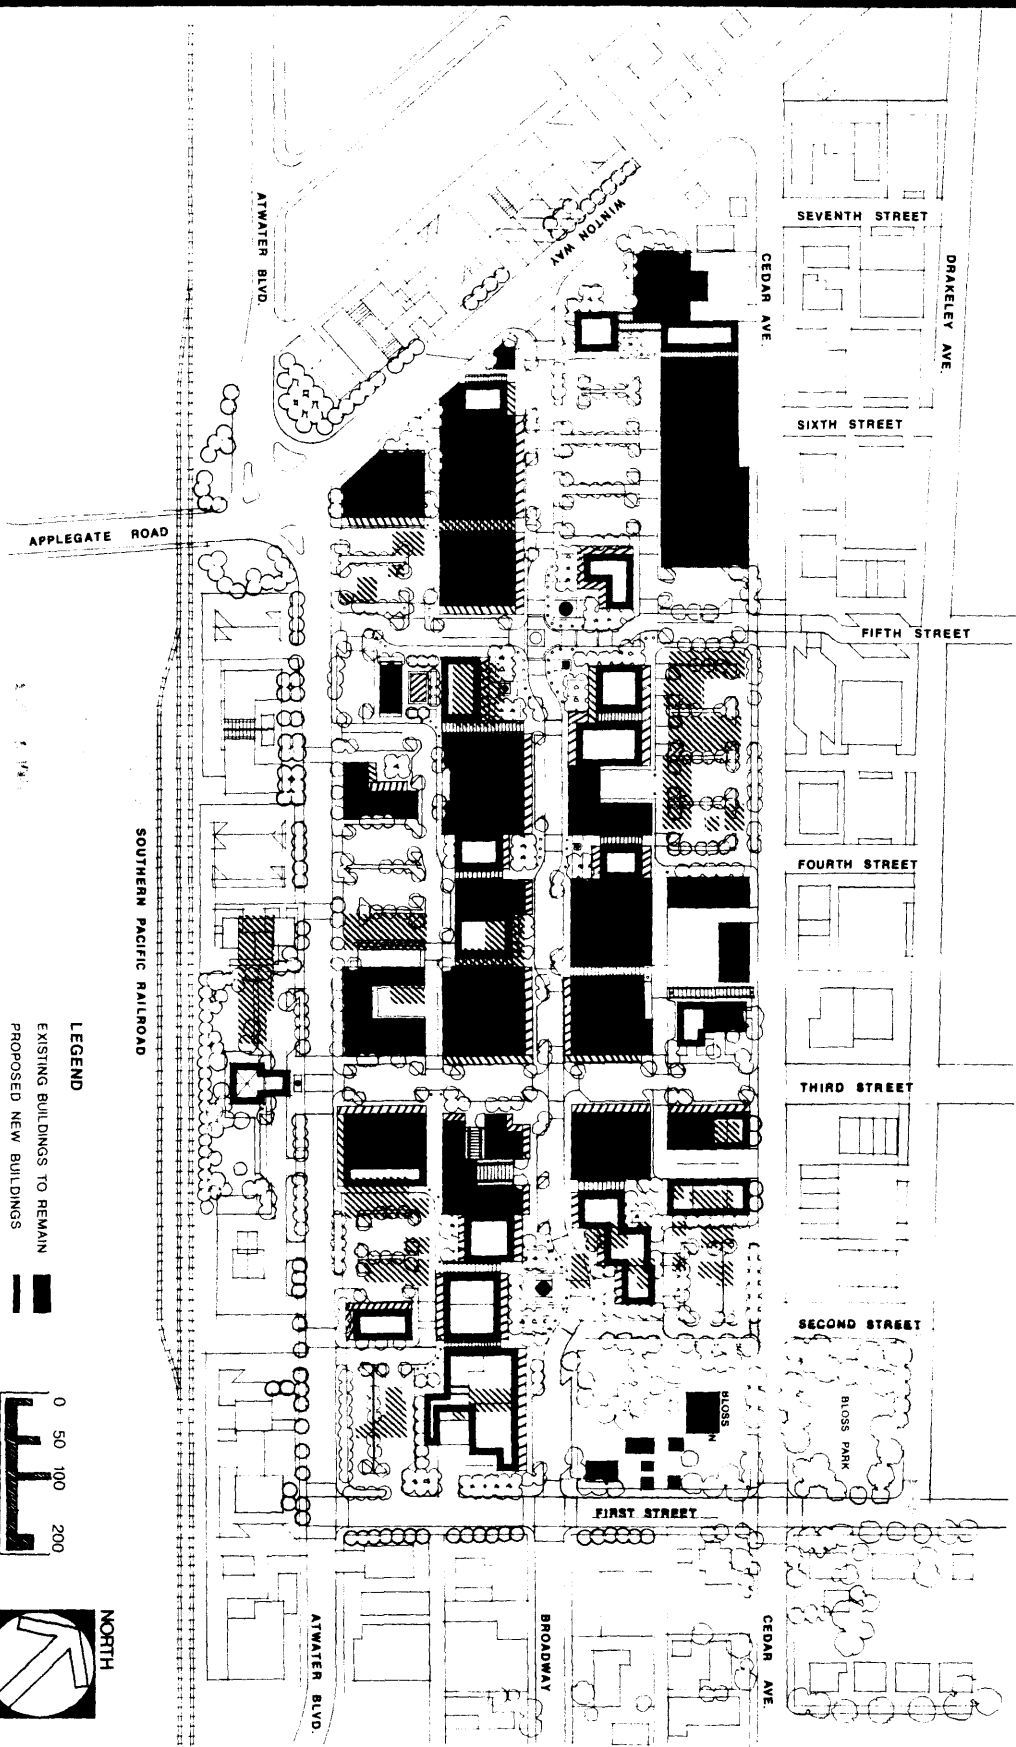 SEVENTH STREET
WINTON WAY
ATWATER BLVD.
CEDAR AVE.
DRAKELEY AVE.
SIXTH STREET
APPLEGATE ROAD
FIFTH STREET
FOURTH STREET
SOUTHERN PACIFIC RAILROAD
THIRD STREET
SECOND STREET
BLOSS
BLOSS PARK
FIRST STREET
ATWATER BLVD.
BROADWAY
CEDAR AVE.
LEGEND
EXISTING BUILDINGS TO REMAIN
PROPOSED NEW BUILDINGS
0 50 100 200
NORTH